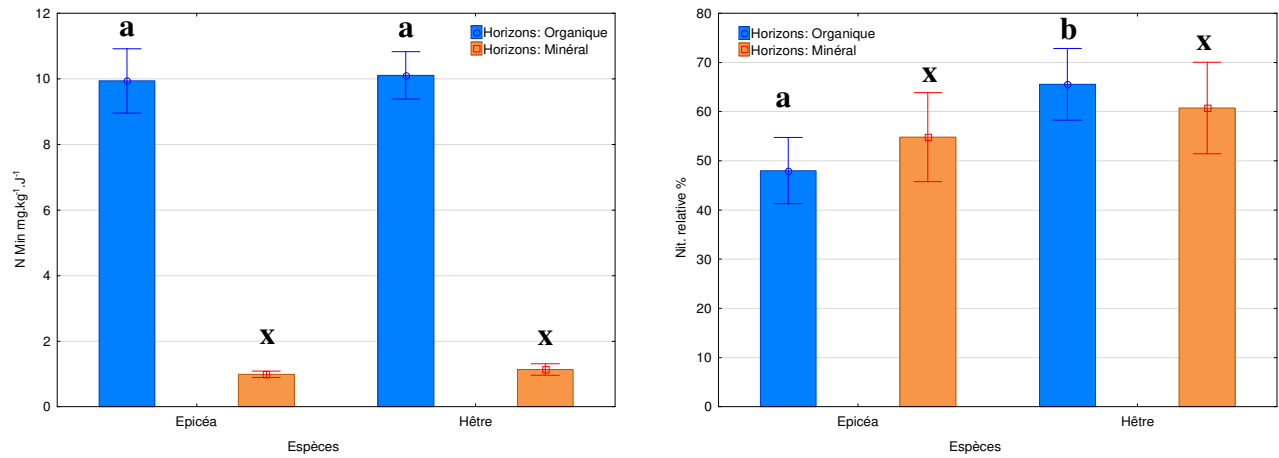 12
10
8
6
4
2
0
N Min mg.kg⁻¹.J⁻¹
a
a
x
x
Horizons: Organique
Horizons: Minéral
Epicéa
Hêtre
Espèces
80
70
60
50
40
30
20
10
0
Nit. relative %
Horizons: Organique
Horizons: Minéral
a
x
b
x
Epicéa
Hêtre
Espèces